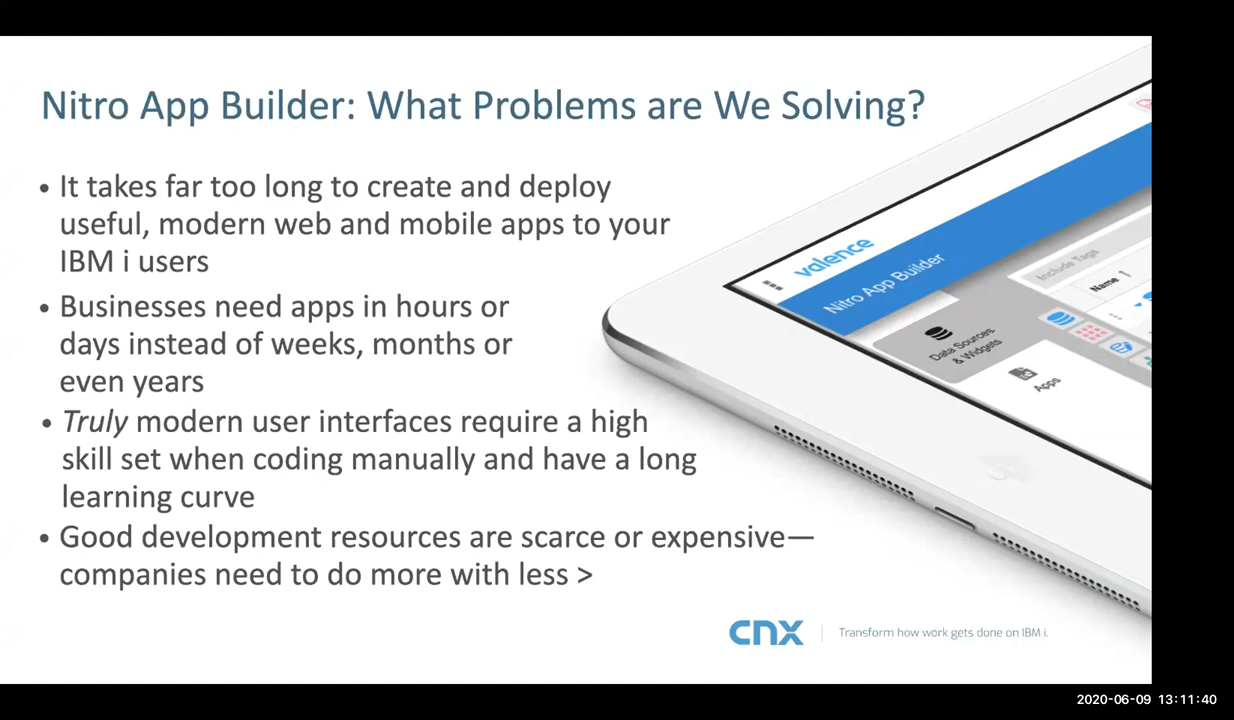 Nitro App Builder: What Problems are We Solving?
• It takes far too long to create and deploy
useful, modern web and mobile apps to your
IBM i users
• Businesses need apps in hours or
days instead of weeks, months or
even years
• Truly modern user interfaces require a high
skill set when coding manually and have a long
learning curve
• Good development resources are scarce or expensive—
companies need to do more with less >
valence
Nitro App Builder
Include Tags
Name
Data Sources
& Widgets
Apps
cnx
Transform how work gets done on IBM i.
2020-06-09 13:11:40